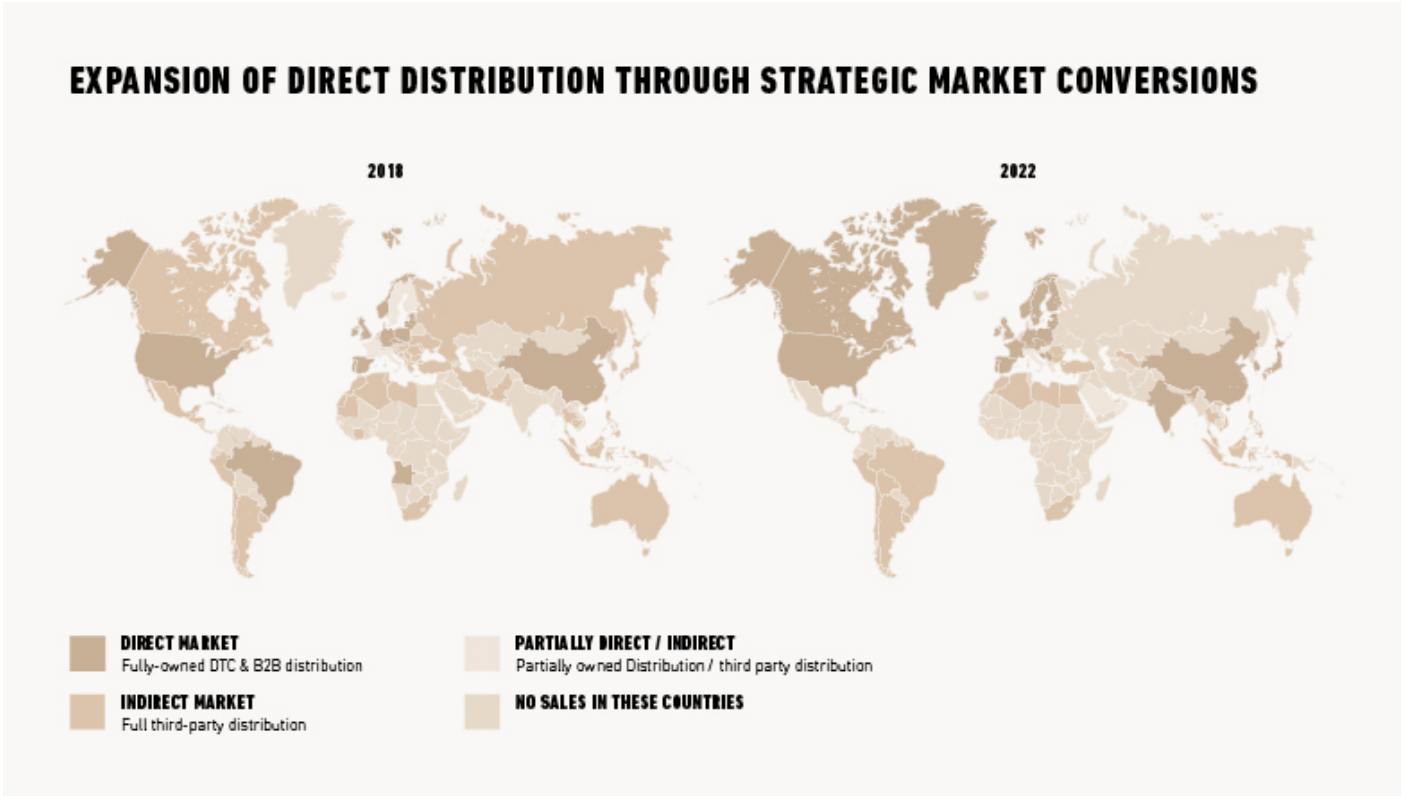 EXPANSION OF DIRECT DISTRIBUTION THROUGH STRATEGIC MARKET CONVERSIONS
2018
2022
DIRECT MARKET
Fully-owned DTC & B2B distribution
INDIRECT MARKET
Full third-party distribution
PARTIALLY DIRECT / INDIRECT
Partially owned Distribution / third party distribution
NO SALES IN THESE COUNTRIES